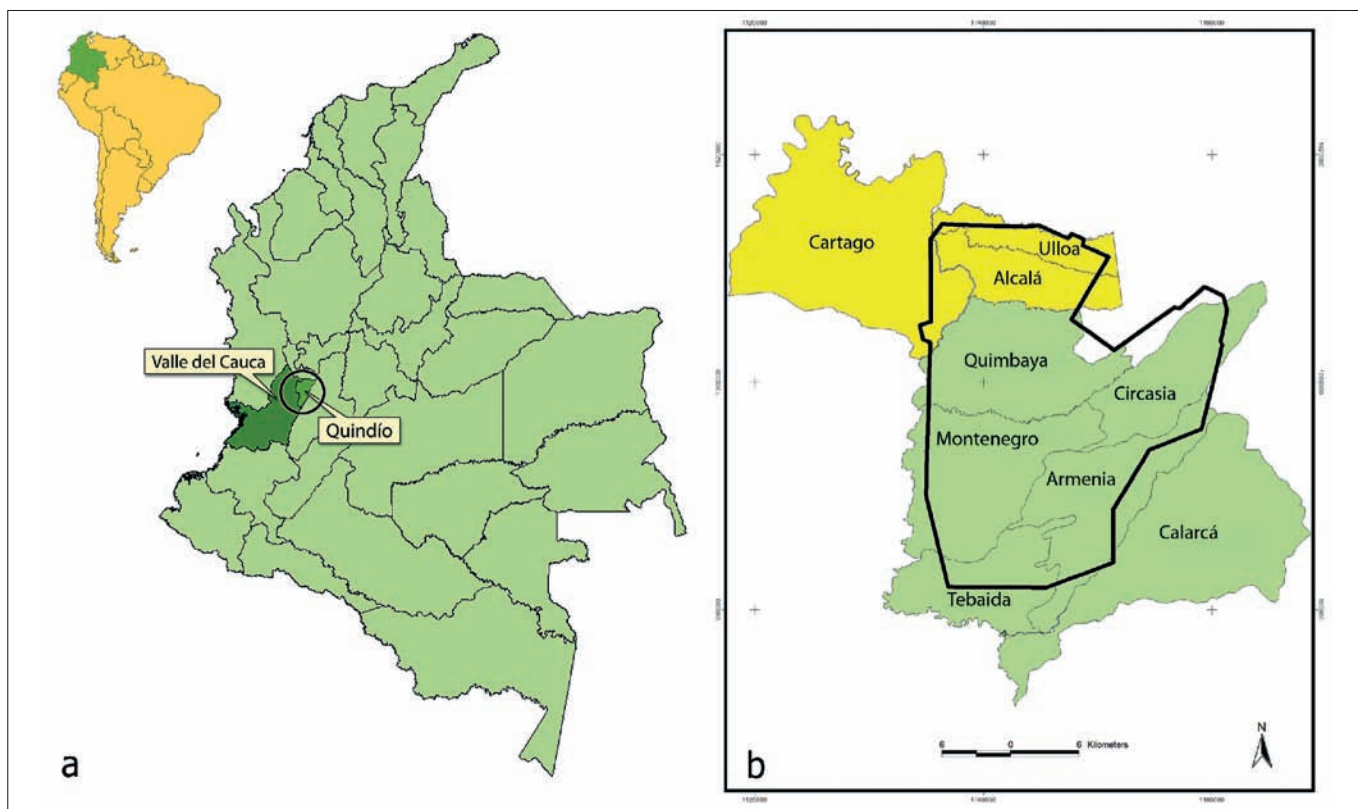 Valle del Cauca
Quindío
a
Cartago
Ulloa
Alcalá
Quimbaya
Circasia
Montenegro
Armenia
Calarcá
Tebaida
6 0 6 Kilometers
N
b